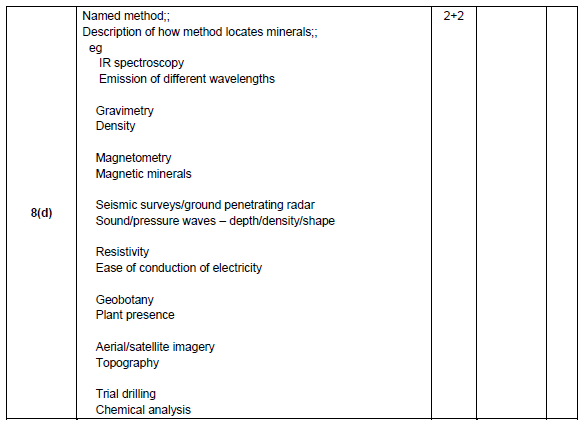 Named method;;
2+2
Description of how method locates minerals;;
eg
IR spectroscopy
Emission of different wavelengths
Gravimetry
Density
Magnetometry
Magnetic minerals
Seismic surveys/ground penetrating radar
8(d)
Sound/pressure waves – depth/density/shape
Resistivity
Ease of conduction of electricity
Geobotany
Plant presence
Aerial/satellite imagery
Topography
Trial drilling
Chemical analysis